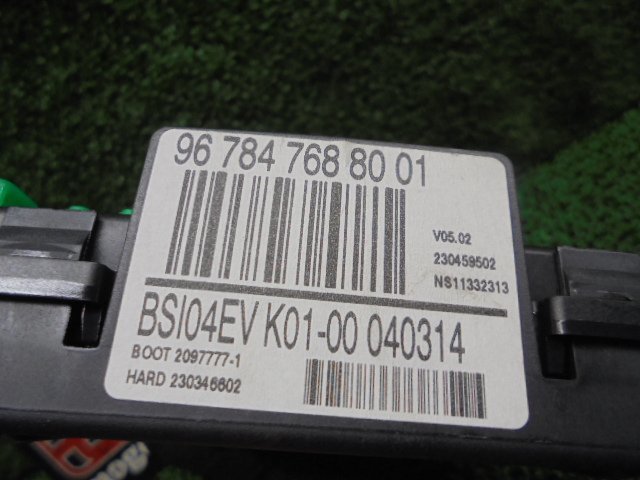 96 784 768 80 01
V05.02
230459502
NS11332313
BSI04EV K01-00 040314
BOOT 2097777-1
HARD 230346602